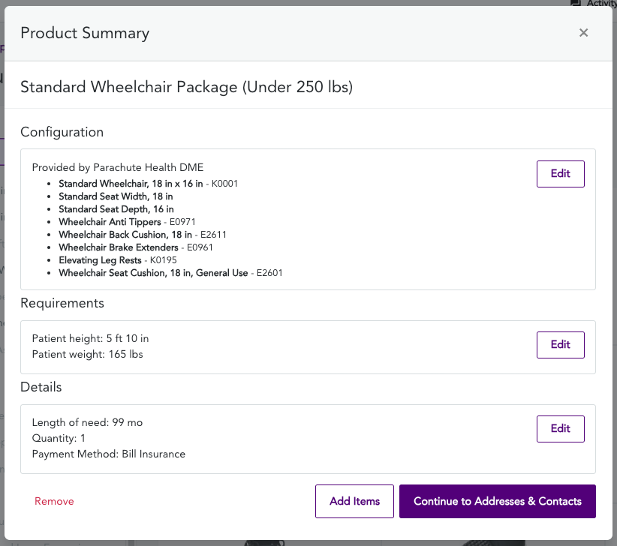 Activity
Product Summary
×
Standard Wheelchair Package (Under 250 lbs)
Configuration
Provided by Parachute Health DME
Edit
• Standard Wheelchair, 18 in x 16 in - K0001
• Standard Seat Width, 18 in
• Standard Seat Depth, 16 in
• Wheelchair Anti Tippers - E0971
• Wheelchair Back Cushion, 18 in - E2611
• Wheelchair Brake Extenders - E0961
• Elevating Leg Rests - K0195
• Wheelchair Seat Cushion, 18 in, General Use - E2601
Requirements
Patient height: 5 ft 10 in
Patient weight: 165 lbs
Edit
Details
Length of need: 99 mo
Quantity: 1
Payment Method: Bill Insurance
Edit
Remove
Add Items
Continue to Addresses & Contacts